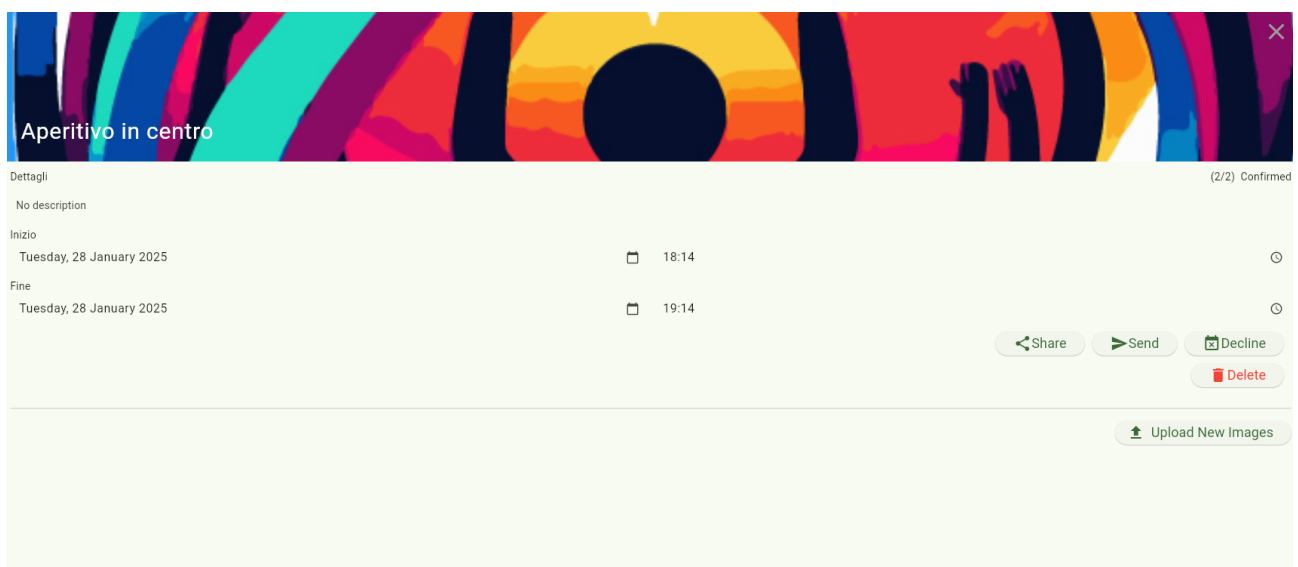 Aperitivo in centro
Dettagli (2/2) Confirmed
No description
Inizio
Tuesday, 28 January 2025 18:14
Fine
Tuesday, 28 January 2025 19:14
Share Send Decline
Delete
Upload New Images